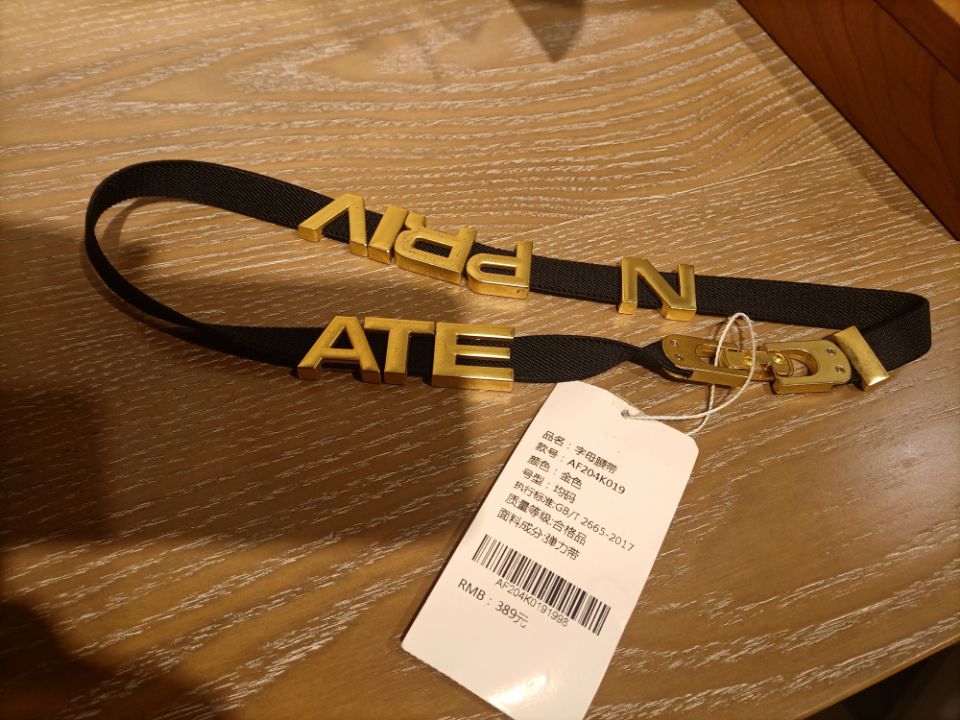 IN PRIV
ATE
品名：字母腰带
款号：AF204K019
颜色：金色
号型：均码
执行标准:GB/T 2665-2017
质量等级:合格品
面料成分:弹力带
AF204K0191998
RMB：389元